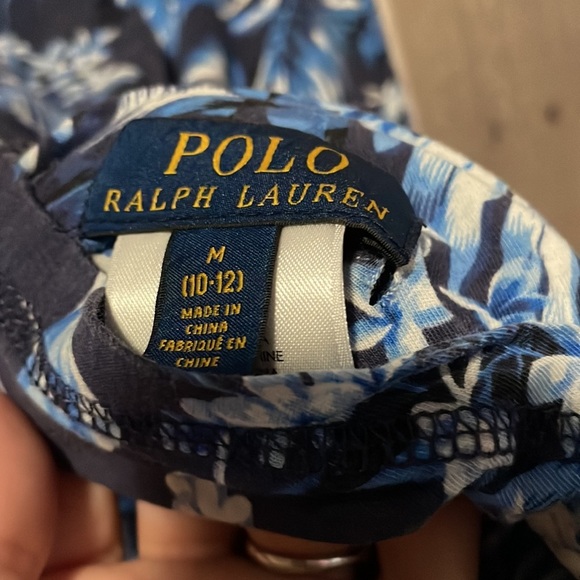 POLO
RALPH LAUREN
M
(10-12)
MADE IN
CHINA
FABRIQUÉ EN
CHINE